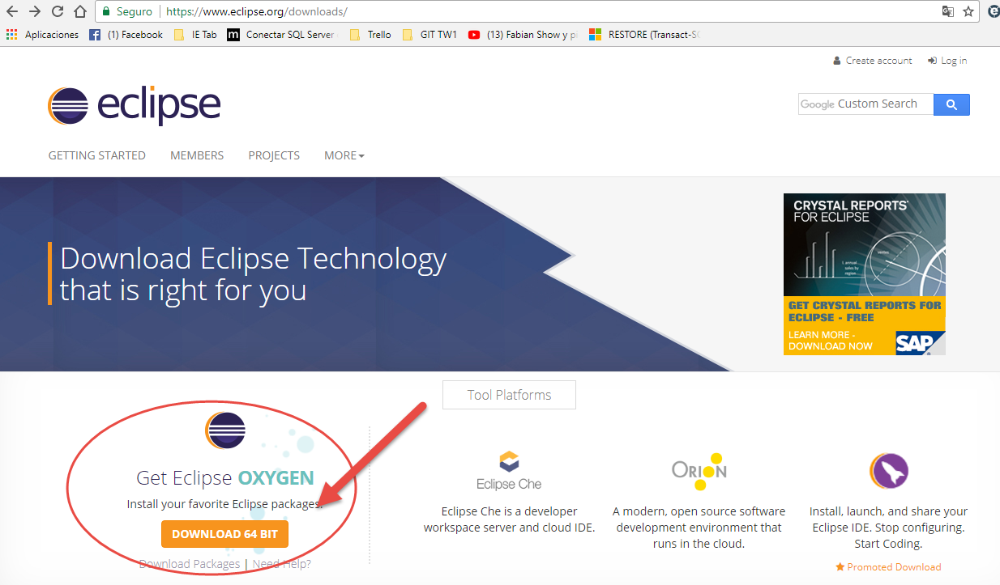 Seguro https://www.eclipse.org/downloads/
Aplicaciones (1) Facebook IE Tab Conectar SQL Server Trello GIT TW1 (13) Fabian Show y p RESTORE (Transact-S
Create account Log in
eclipse
Google Custom Search
GETTING STARTED MEMBERS PROJECTS MORE
CRYSTAL REPORTS®
FOR ECLIPSE
Download Eclipse Technology
that is right for you
GET CRYSTAL REPORTS FOR
ECLIPSE - FREE
LEARN MORE -
DOWNLOAD NOW
SAP
Tool Platforms
Get Eclipse OXYGEN
Install your favorite Eclipse packages.
DOWNLOAD 64 BIT
Download Packages | Need Help?
Eclipse Che
Eclipse Che is a developer
workspace server and cloud IDE.
ORION
A modern, open source software
development environment that
runs in the cloud.
Install, launch, and share your
Eclipse IDE. Stop configuring.
Start Coding.
Promoted Download